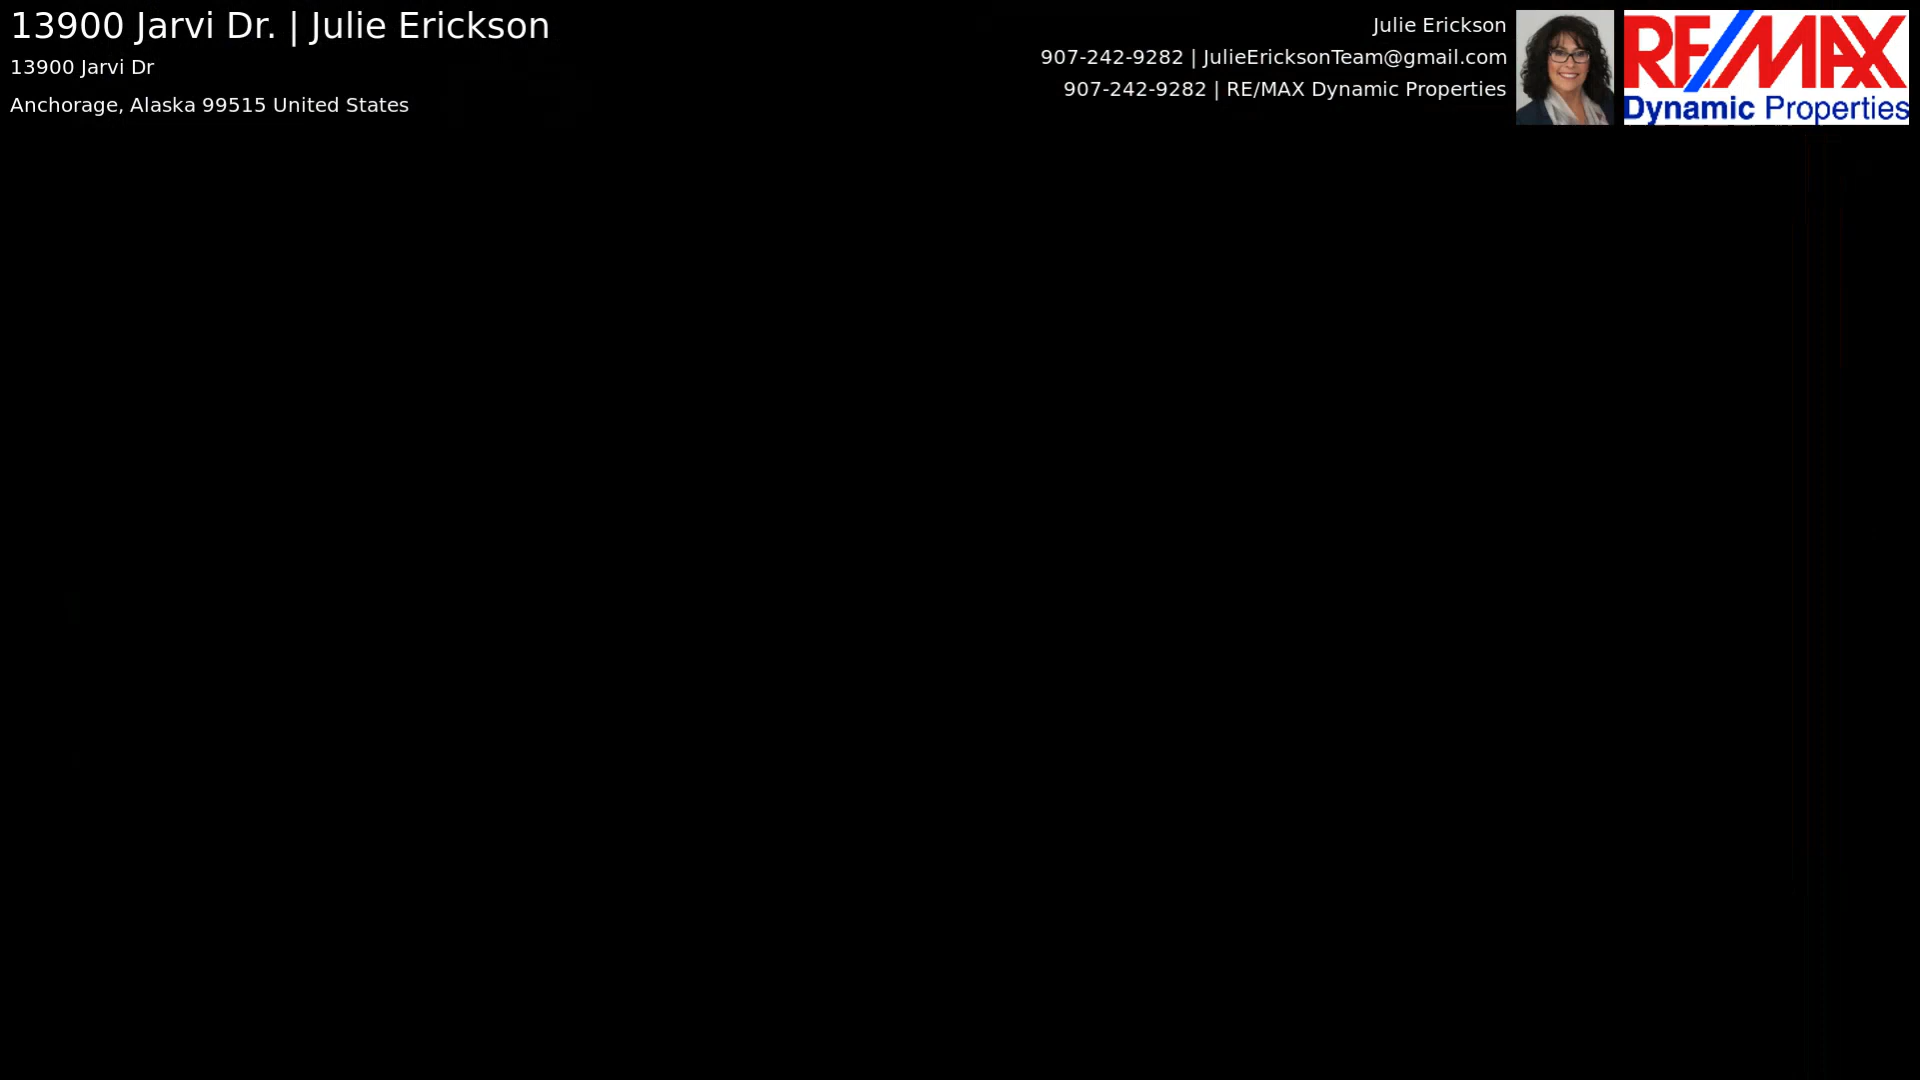 13900 Jarvi Dr. | Julie Erickson
13900 Jarvi Dr
Anchorage, Alaska 99515 United States
Julie Erickson
907-242-9282 | JulieEricksonTeam@gmail.com
907-242-9282 | RE/MAX Dynamic Properties
RE/MAX
Dynamic Properties